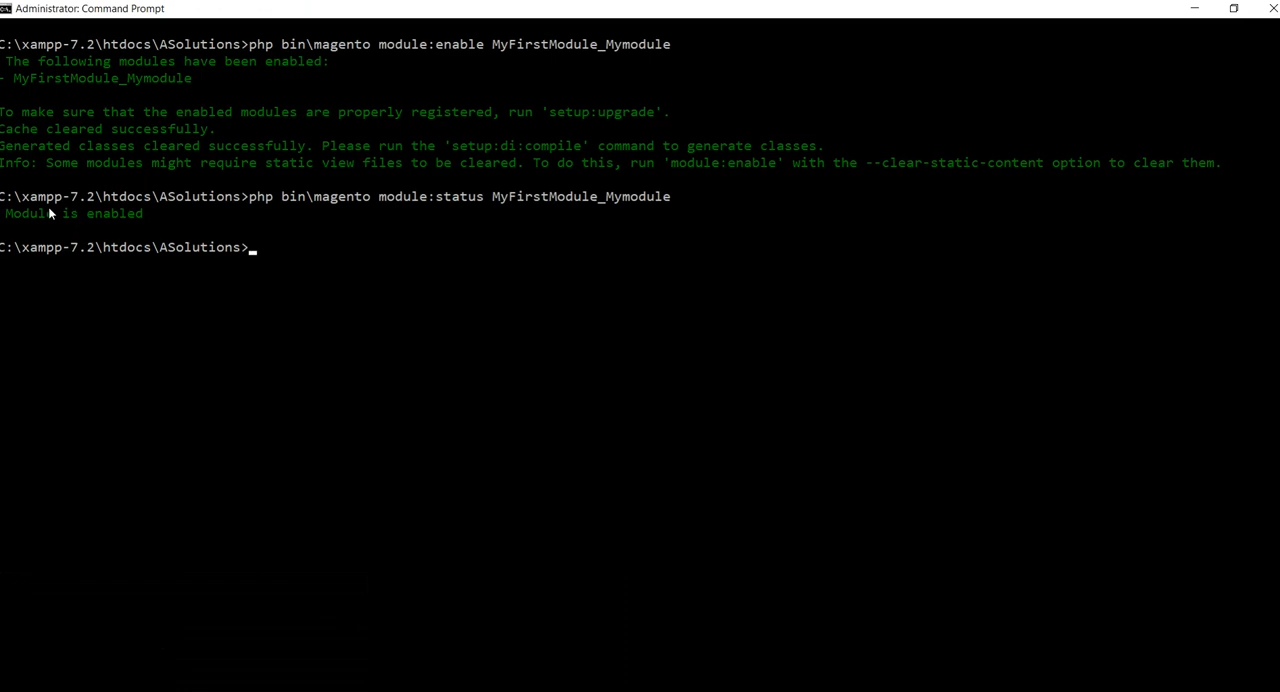 Administrator: Command Prompt
C:\xampp-7.2\htdocs\ASolutions>php bin\magento module:enable MyFirstModule_Mymodule
The following modules have been enabled:
- MyFirstModule_Mymodule
To make sure that the enabled modules are properly registered, run 'setup:upgrade'.
Cache cleared successfully.
Generated classes cleared successfully. Please run the 'setup:di:compile' command to generate classes.
Info: Some modules might require static view files to be cleared. To do this, run 'module:enable' with the --clear-static-content option to clear them.
C:\xampp-7.2\htdocs\ASolutions>php bin\magento module:status MyFirstModule_Mymodule
Module is enabled
C:\xampp-7.2\htdocs\ASolutions>